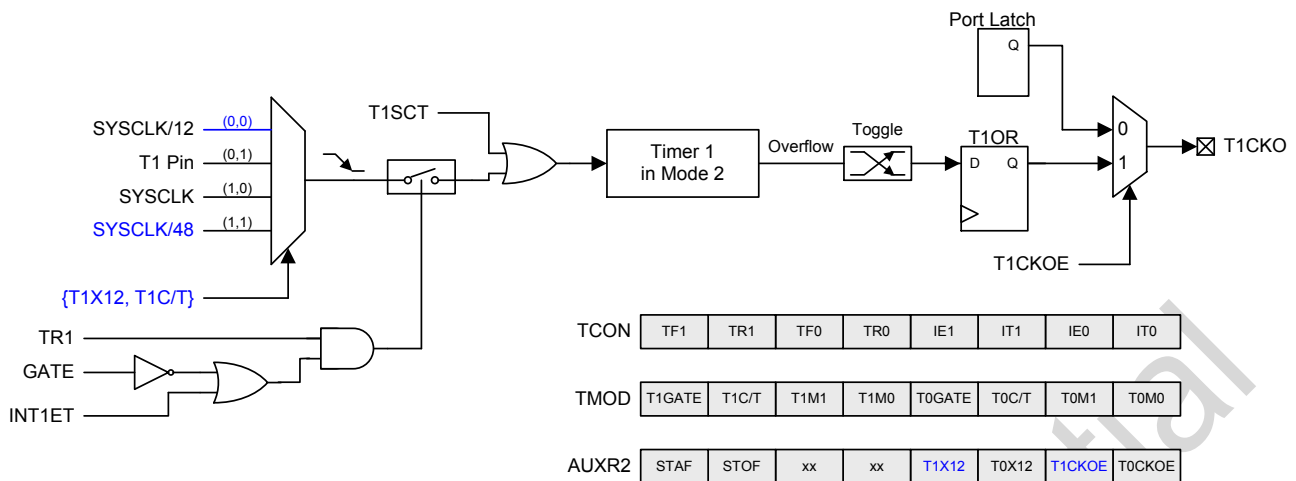 Port Latch
Q
SYSCLK/12 (0,0)
T1 Pin (0,1)
SYSCLK (1,0)
SYSCLK/48 (1,1)
{T1X12, T1C/T}
T1SCT
Timer 1
in Mode 2
Overflow
Toggle
T1OR
D Q
0
1
T1CKO
T1CKOE
TR1
GATE
INT1ET
TCON TF1 TR1 TF0 TR0 IE1 IT1 IE0 IT0
TMOD T1GATE T1C/T T1M1 T1M0 T0GATE T0C/T T0M1 T0M0
AUXR2 STAF STOF xx xx T1X12 T0X12 T1CKOE T0CKOE